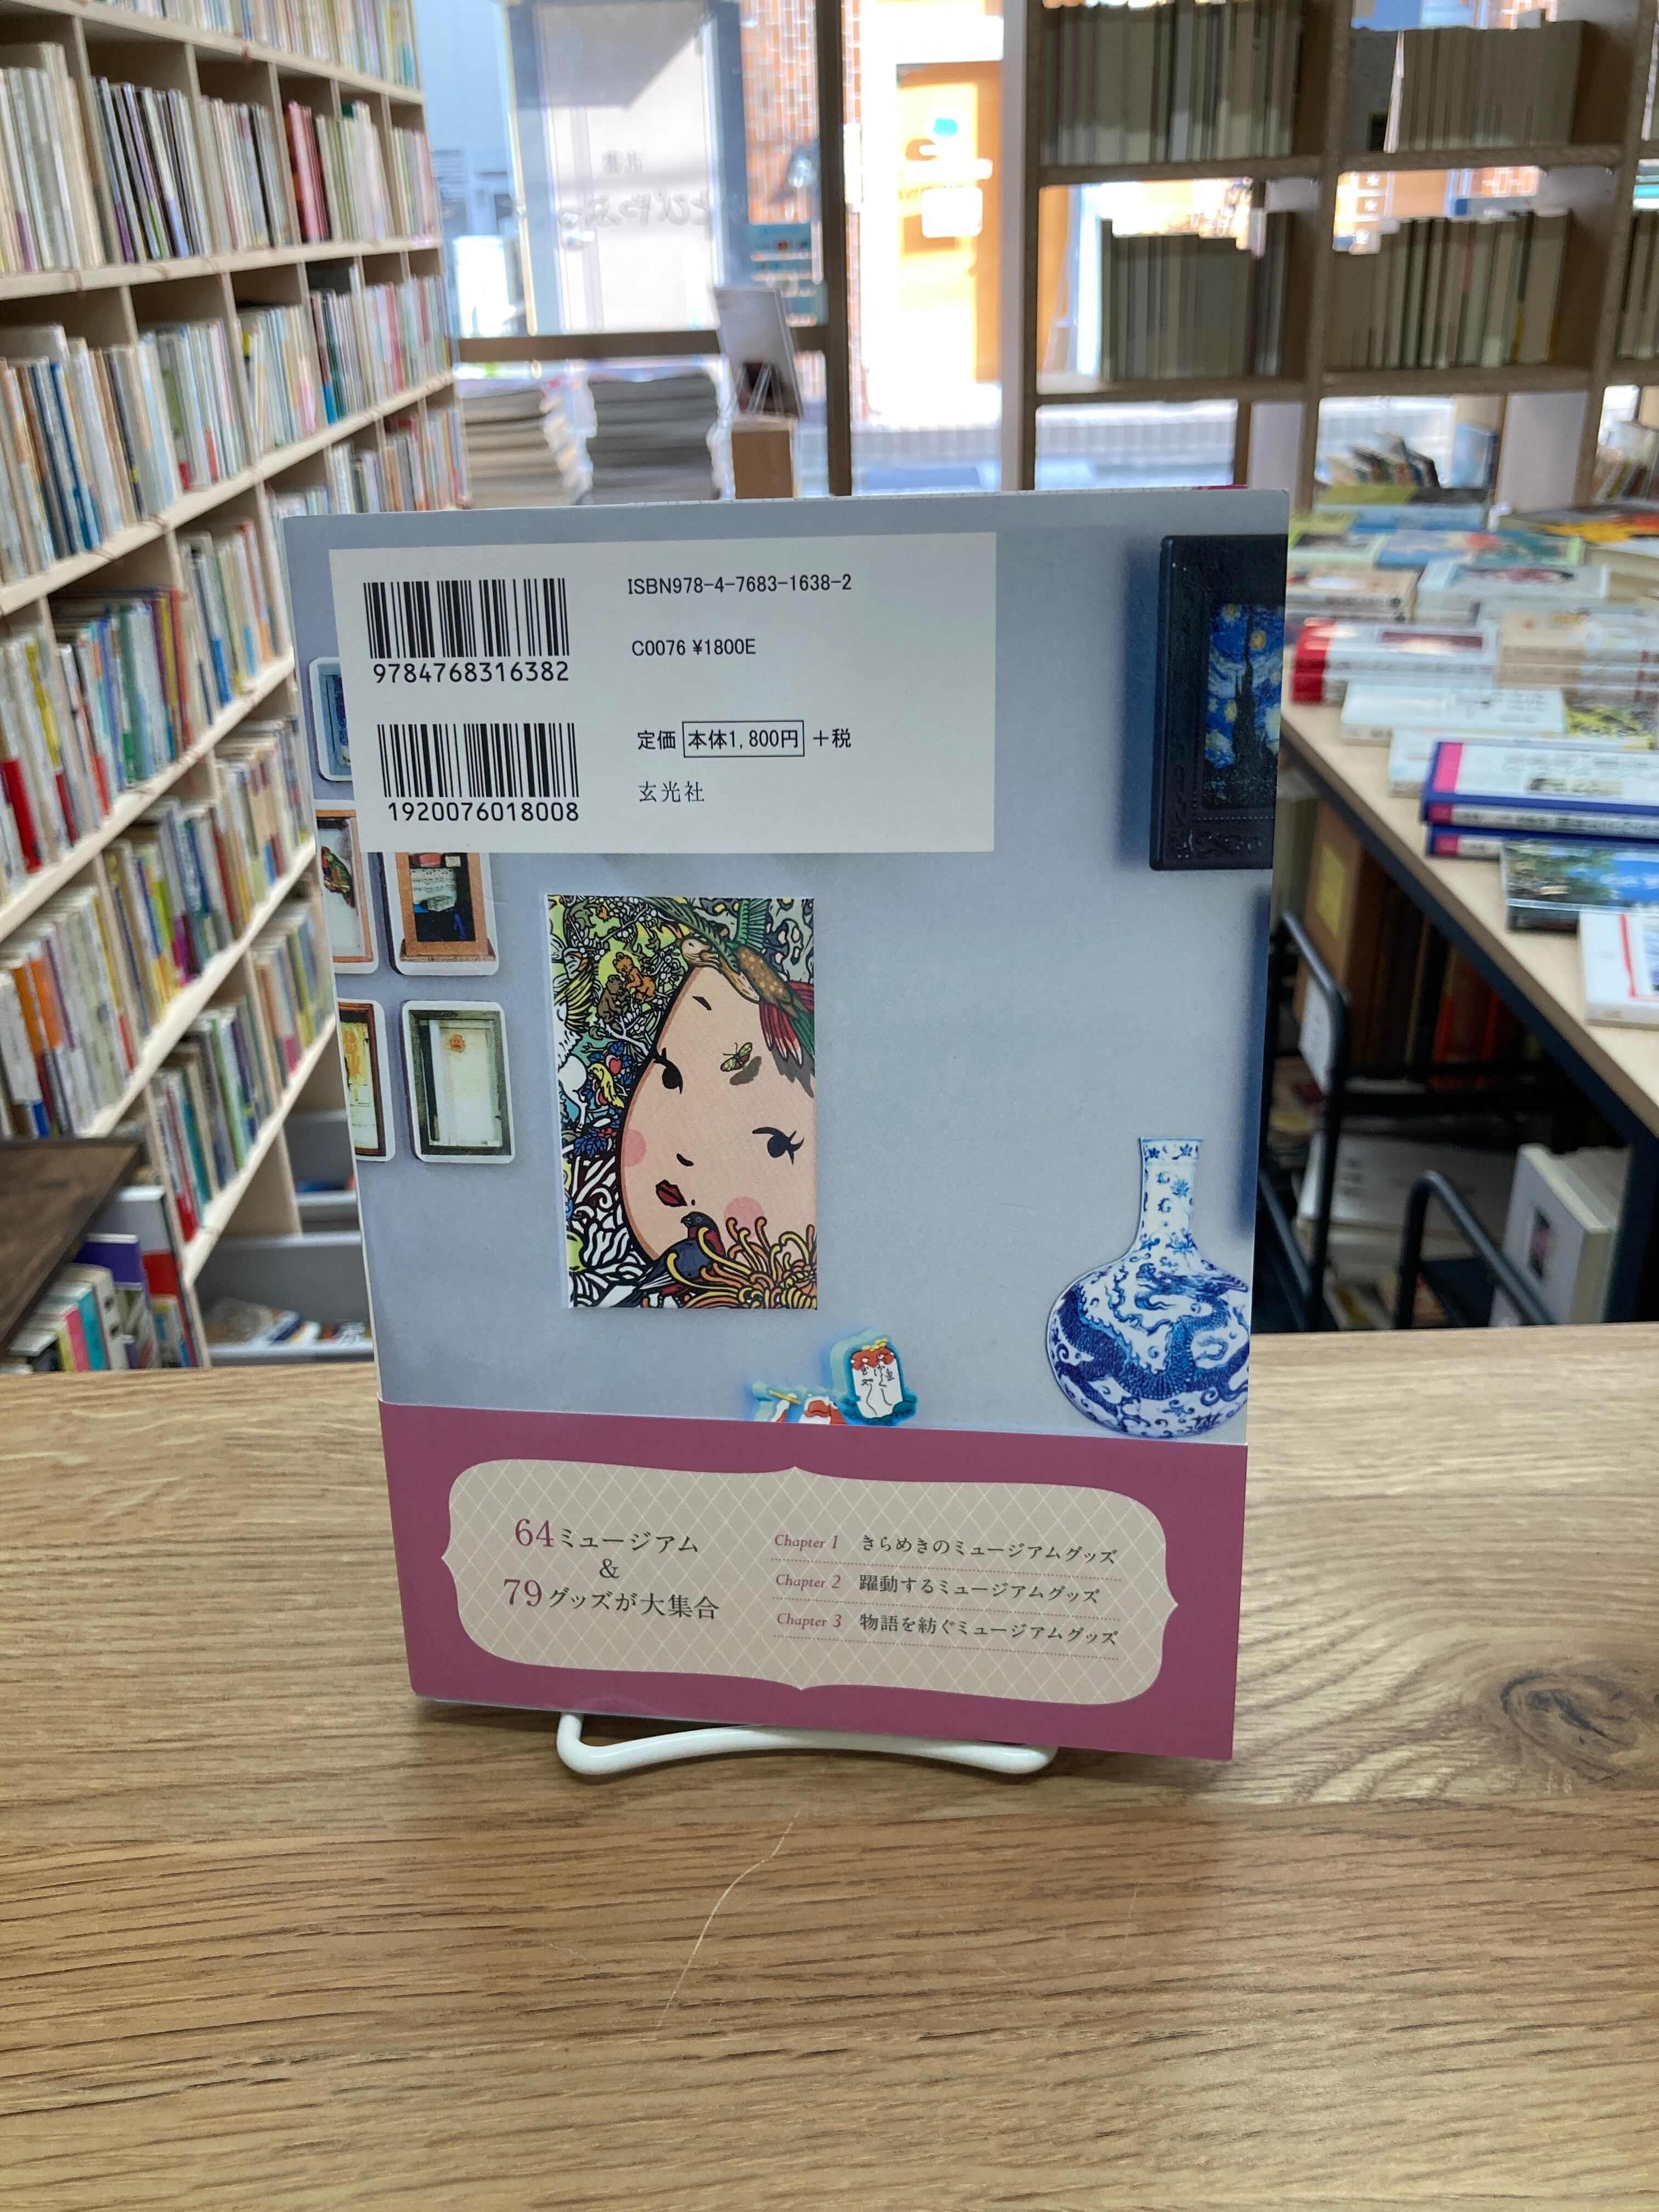 ISBN978-4-7683-1638-2
9784768316382
C0076 ¥1800E
定価 本体1,800円 +税
1920076018008
玄光社
64ミュージアム
&
79グッズが大集合
Chapter 1 きらめきのミュージアムグッズ
Chapter 2 躍動するミュージアムグッズ
Chapter 3 物語を紡ぐミュージアムグッズ